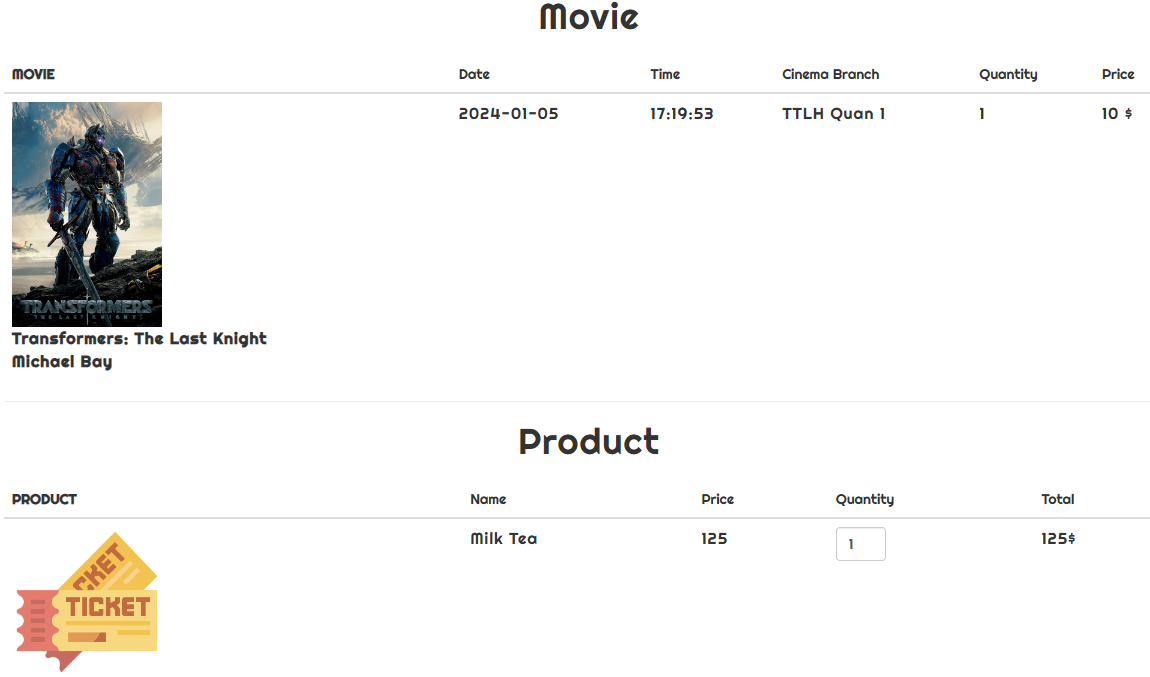 Movie
MOVIE Date Time Cinema Branch Quantity Price
2024-01-05 17:19:53 TTLH Quan 1 1 10 $
TRANSFORMERS
THE LAST KNIGHT
Transformers: The Last Knight
Michael Bay
Product
PRODUCT Name Price Quantity Total
Milk Tea 125 1 125$
CKET
TICKET